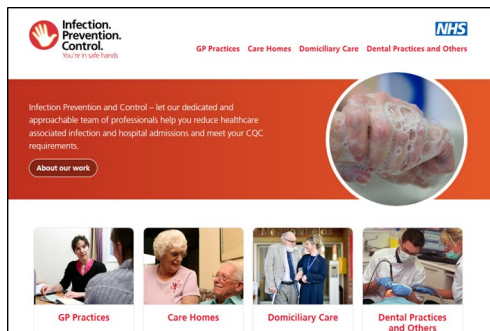 Infection.
Prevention.
Control.
You're in safe hands
NHS
GP Practices Care Homes Domiciliary Care Dental Practices and Others
Infection Prevention and Control – let our dedicated and
approachable team of professionals help you reduce healthcare
associated infection and hospital admissions and meet your CQC
requirements.
About our work
GP Practices
Care Homes
Domiciliary Care
Dental Practices
and Others